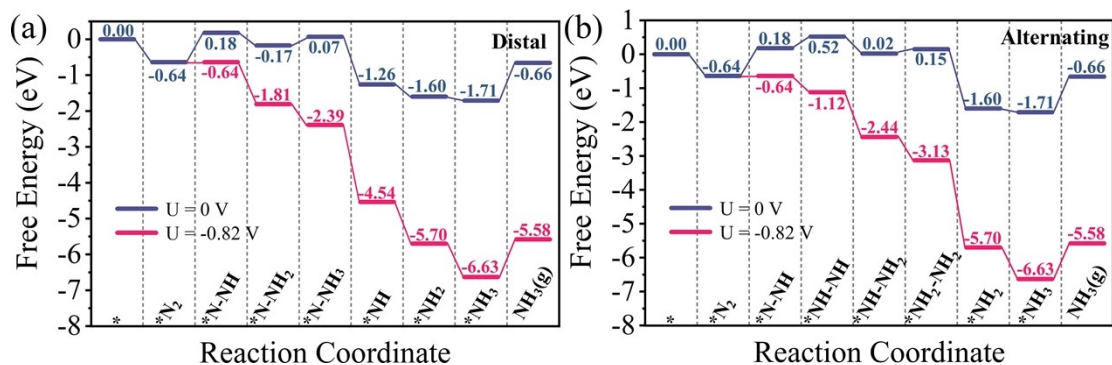 (a)
Distal
Free Energy (eV)
0
-1
-2
-3
-4
-5
-6
-7
-8
0.00
-0.64
0.18
-0.17
0.07
-1.26
-1.60
-1.71
-0.66
-0.64
-1.81
-2.39
-4.54
-5.70
-6.63
-5.58
U = 0 V
U = -0.82 V
*
*N₂
*N-NH
*N-NH₂
*N-NH₃
*NH
*NH₂
*NH₃
NH₃(g)
Reaction Coordinate
(b)
Alternating
Free Energy (eV)
1
0
-1
-2
-3
-4
-5
-6
-7
-8
0.00
-0.64
0.18
0.52
0.02
0.15
-1.60
-1.71
-0.66
-0.64
-1.12
-2.44
-3.13
-5.70
-6.63
-5.58
U = 0 V
U = -0.82 V
*
*N₂
*N-NH
*NH-NH
*NH-NH₂
*NH₂-NH₂
*NH₂
*NH₃
NH₃(g)
Reaction Coordinate